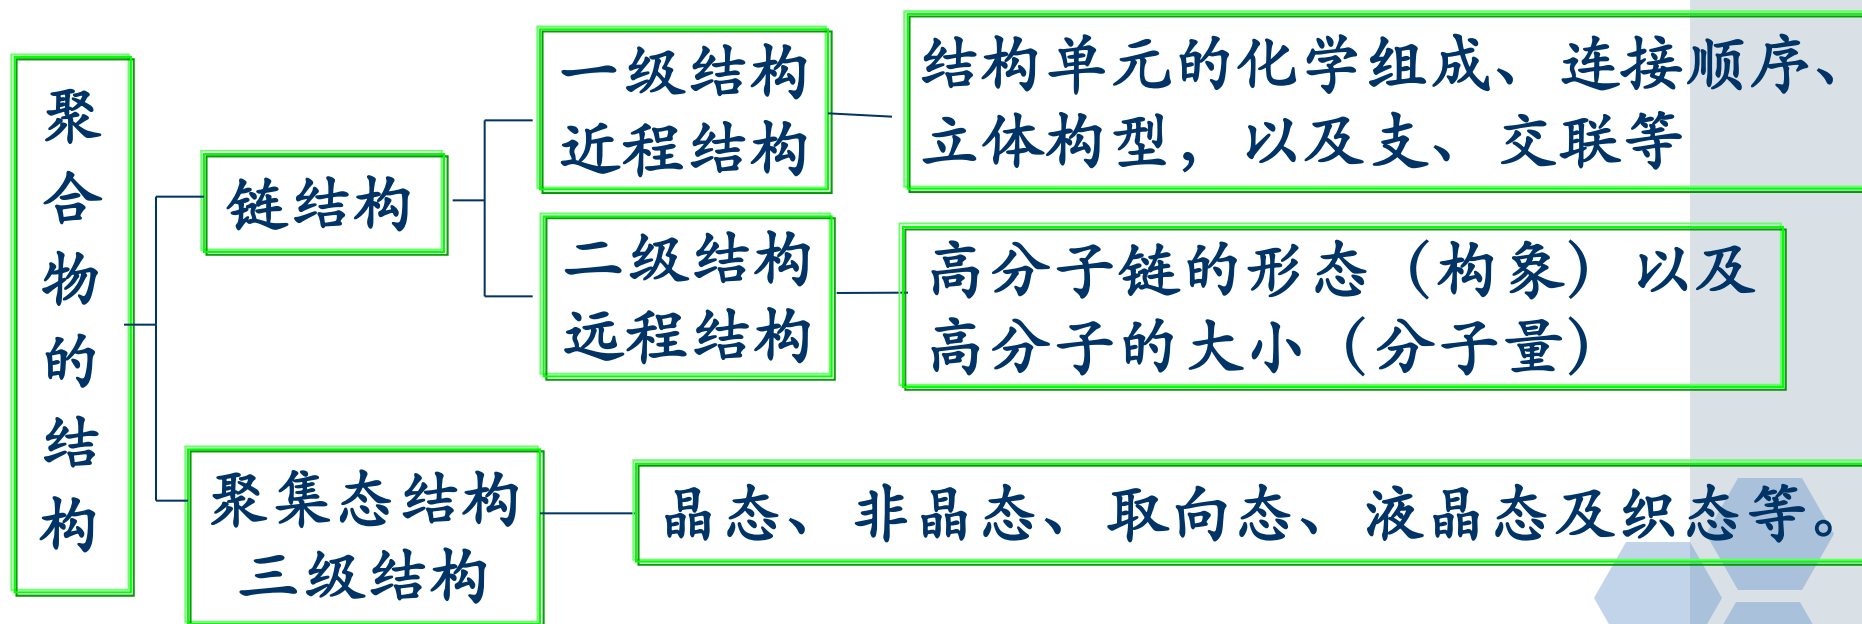 聚合物的结构
链结构
一级结构
近程结构
结构单元的化学组成、连接顺序、
立体构型，以及支、交联等
二级结构
远程结构
高分子链的形态（构象）以及
高分子的大小（分子量）
聚集态结构
三级结构
晶态、非晶态、取向态、液晶态及织态等。